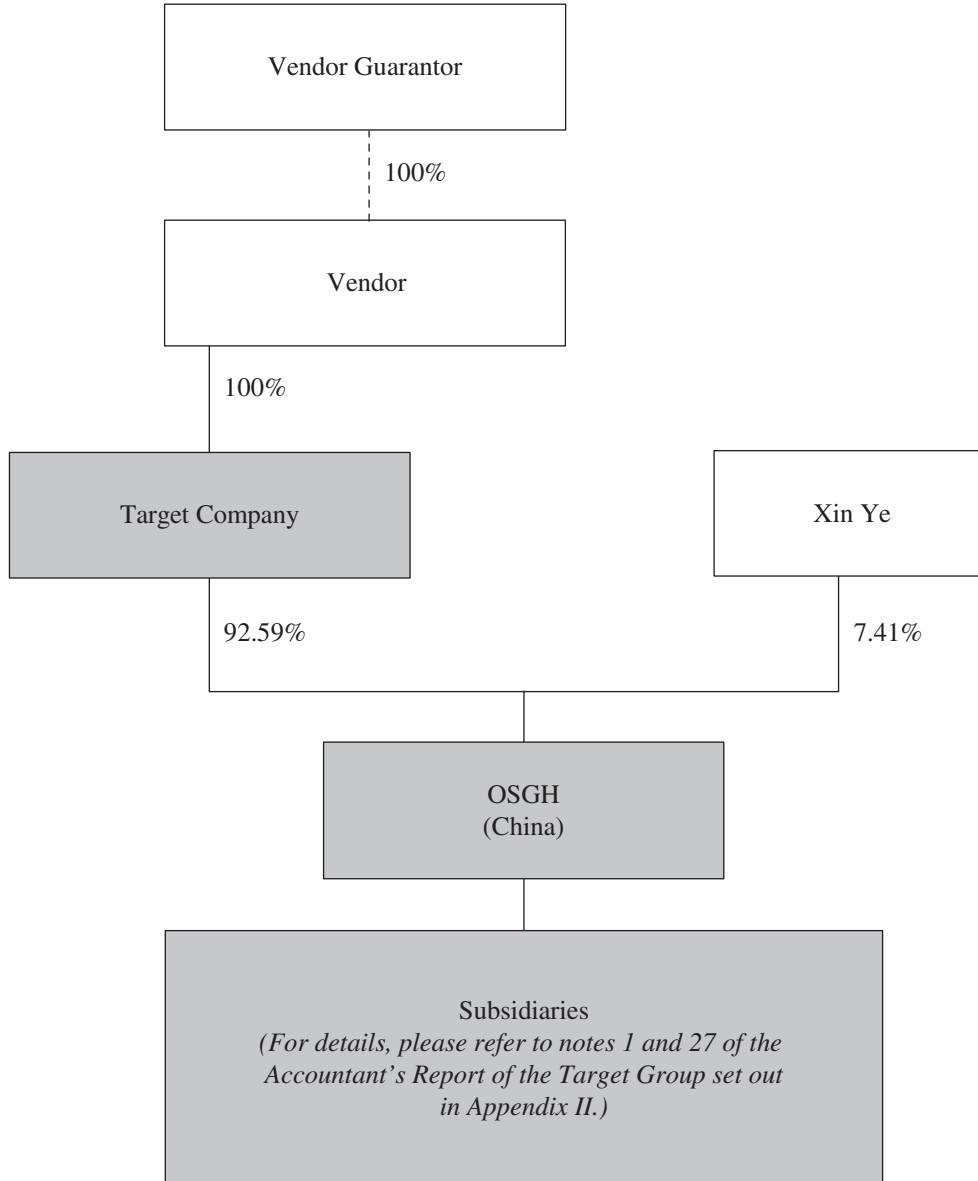 Vendor Guarantor
100%
Vendor
100%
Target Company
Xin Ye
92.59%
7.41%
OSGH
(China)
Subsidiaries
(For details, please refer to notes 1 and 27 of the
Accountant’s Report of the Target Group set out
in Appendix II.)